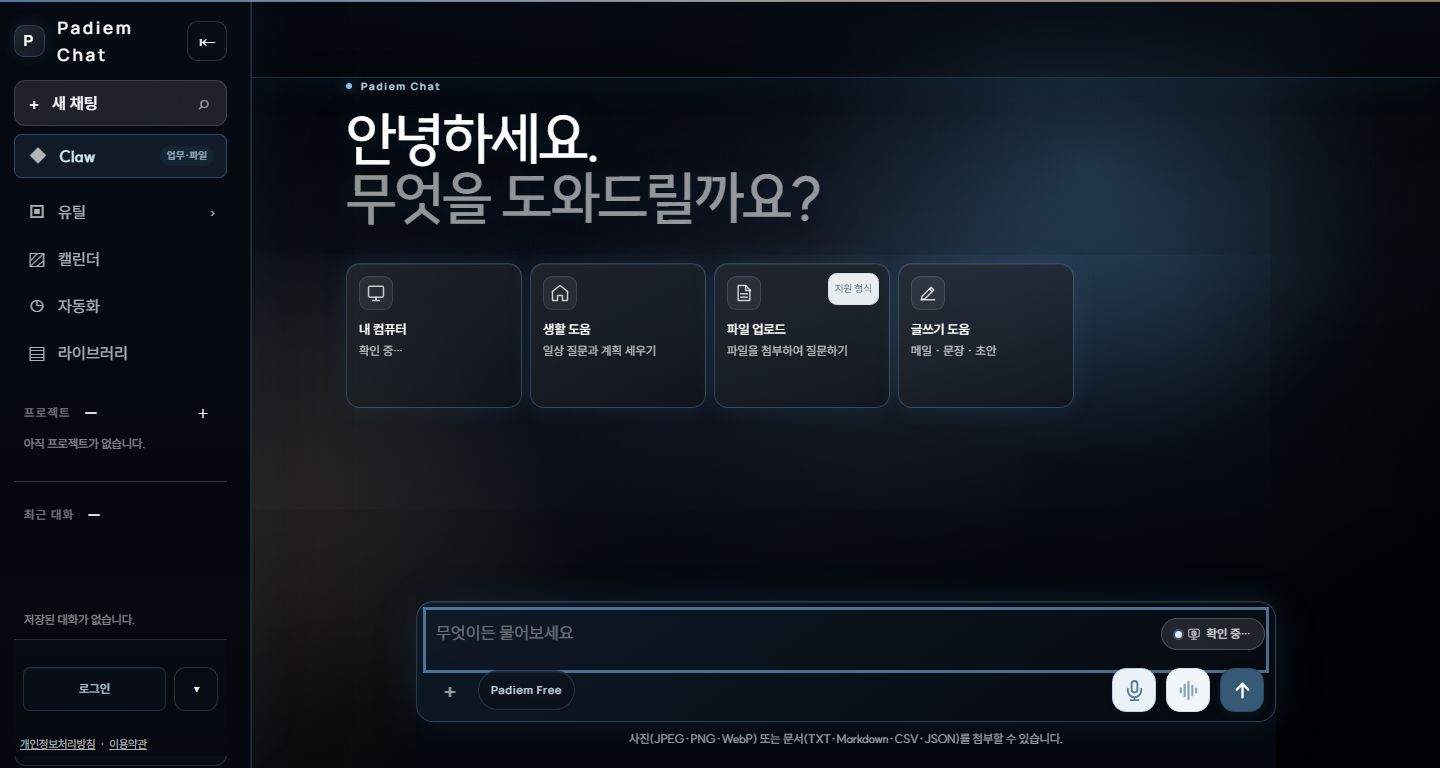 P
Padiem
Chat
+ 새 채팅
Claw
업무·파일
유틸
캘린더
자동화
라이브러리
프로젝트
아직 프로젝트가 없습니다.
최근 대화
저장된 대화가 없습니다.
로그인
개인정보처리방침 · 이용약관
Padiem Chat
안녕하세요.
무엇을 도와드릴까요?
내 컴퓨터
확인 중…
생활 도움
일상 질문과 계획 세우기
지원 형식
파일 업로드
파일을 첨부하여 질문하기
글쓰기 도움
메일 · 문장 · 초안
무엇이든 물어보세요
확인 중…
+
Padiem Free
사진(JPEG·PNG·WebP) 또는 문서(TXT·Markdown·CSV·JSON)를 첨부할 수 있습니다.